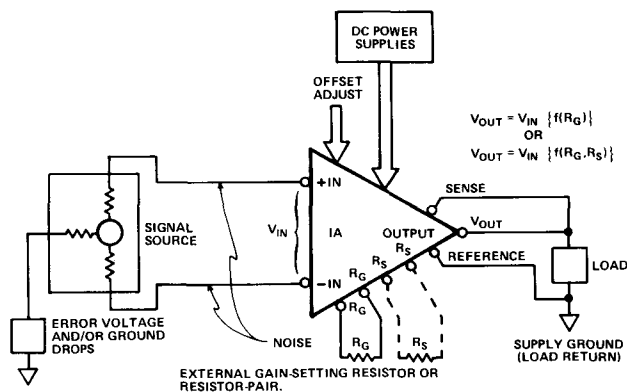 DC POWER
SUPPLIES
OFFSET
ADJUST
V_OUT = V_IN {f(R_G)}
OR
V_OUT = V_IN {f(R_G, R_S)}
+IN
SENSE
SIGNAL
SOURCE
V_IN
IA
OUTPUT
V_OUT
R_S
REFERENCE
LOAD
R_S
R_G
-IN
R_G
ERROR VOLTAGE
AND/OR GROUND
DROPS
NOISE
R_G
R_S
SUPPLY GROUND
(LOAD RETURN)
EXTERNAL GAIN-SETTING RESISTOR OR
RESISTOR-PAIR.